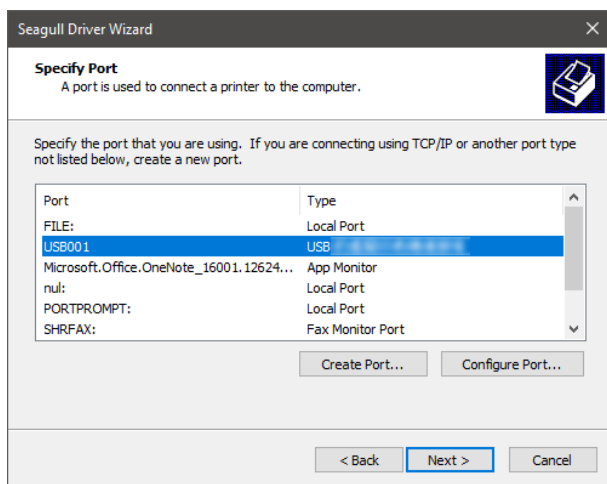 Seagull Driver Wizard
Specify Port
A port is used to connect a printer to the computer.
Specify the port that you are using.  If you are connecting using TCP/IP or another port type
not listed below, create a new port.
Port Type
FILE: Local Port
USB001 USB
Microsoft.Office.OneNote_16001.12624... App Monitor
nul: Local Port
PORTPROMPT: Local Port
SHRFAX: Fax Monitor Port
Create Port... Configure Port...
< Back Next > Cancel